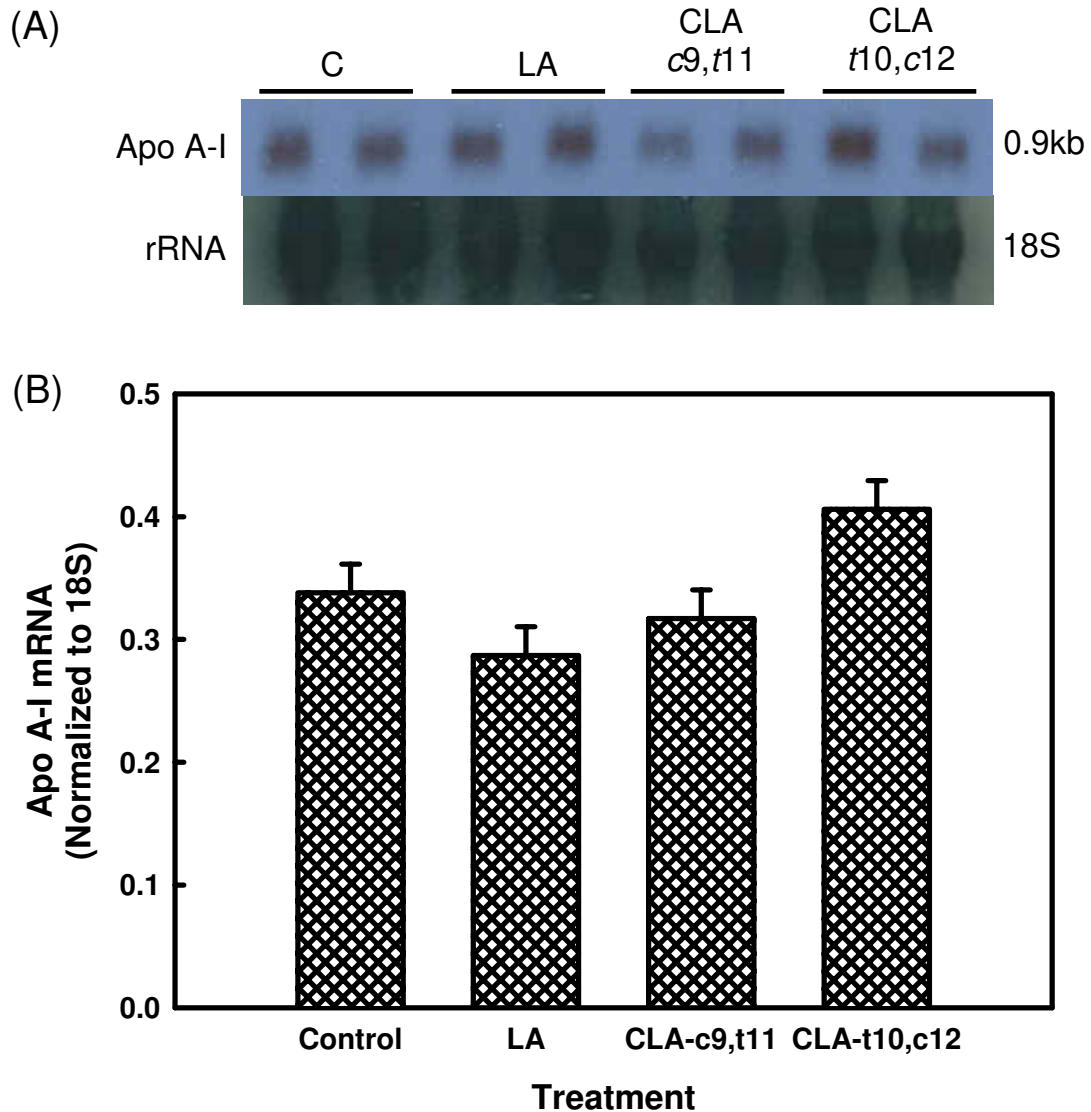 (A)
C
LA
CLA
c9,t11
CLA
t10,c12
Apo A-I
0.9kb
rRNA
18S
(B)
0.5
0.4
0.3
0.2
0.1
0.0
Apo A-I mRNA
(Normalized to 18S)
Control
LA
CLA-c9,t11
CLA-t10,c12
Treatment